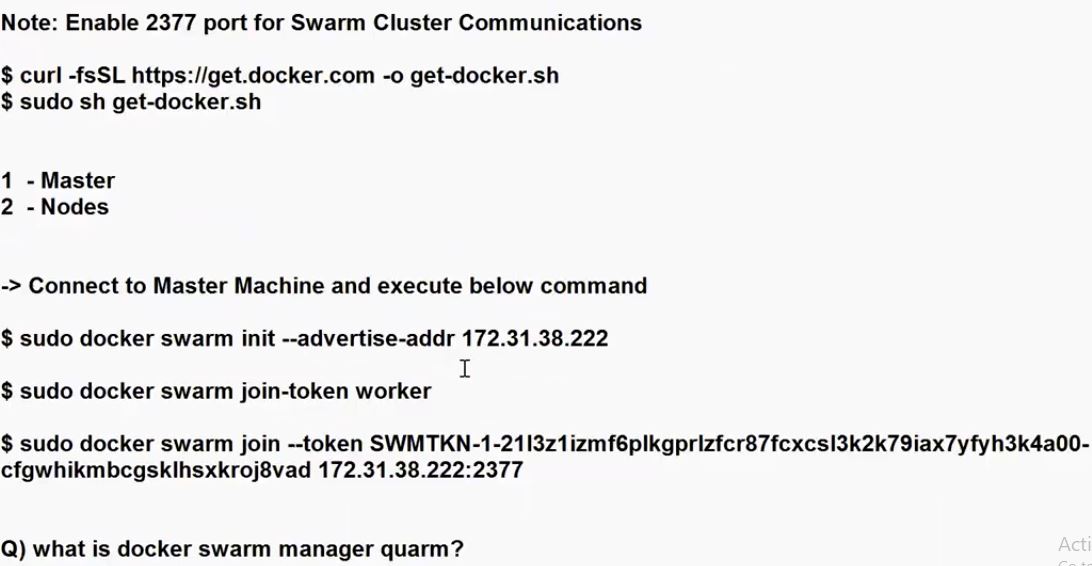 Note: Enable 2377 port for Swarm Cluster Communications
$ curl -fsSL https://get.docker.com -o get-docker.sh
$ sudo sh get-docker.sh
1 - Master
2 - Nodes
-> Connect to Master Machine and execute below command
$ sudo docker swarm init --advertise-addr 172.31.38.222
$ sudo docker swarm join-token worker
$ sudo docker swarm join --token SWMTKN-1-21l3z1izmf6plkgprlzfcr87fcxcsl3k2k79iax7yfyh3k4a00-
cfgwhikmbcgsklhsxkroj8vad 172.31.38.222:2377
Q) what is docker swarm manager quarm?
Acti